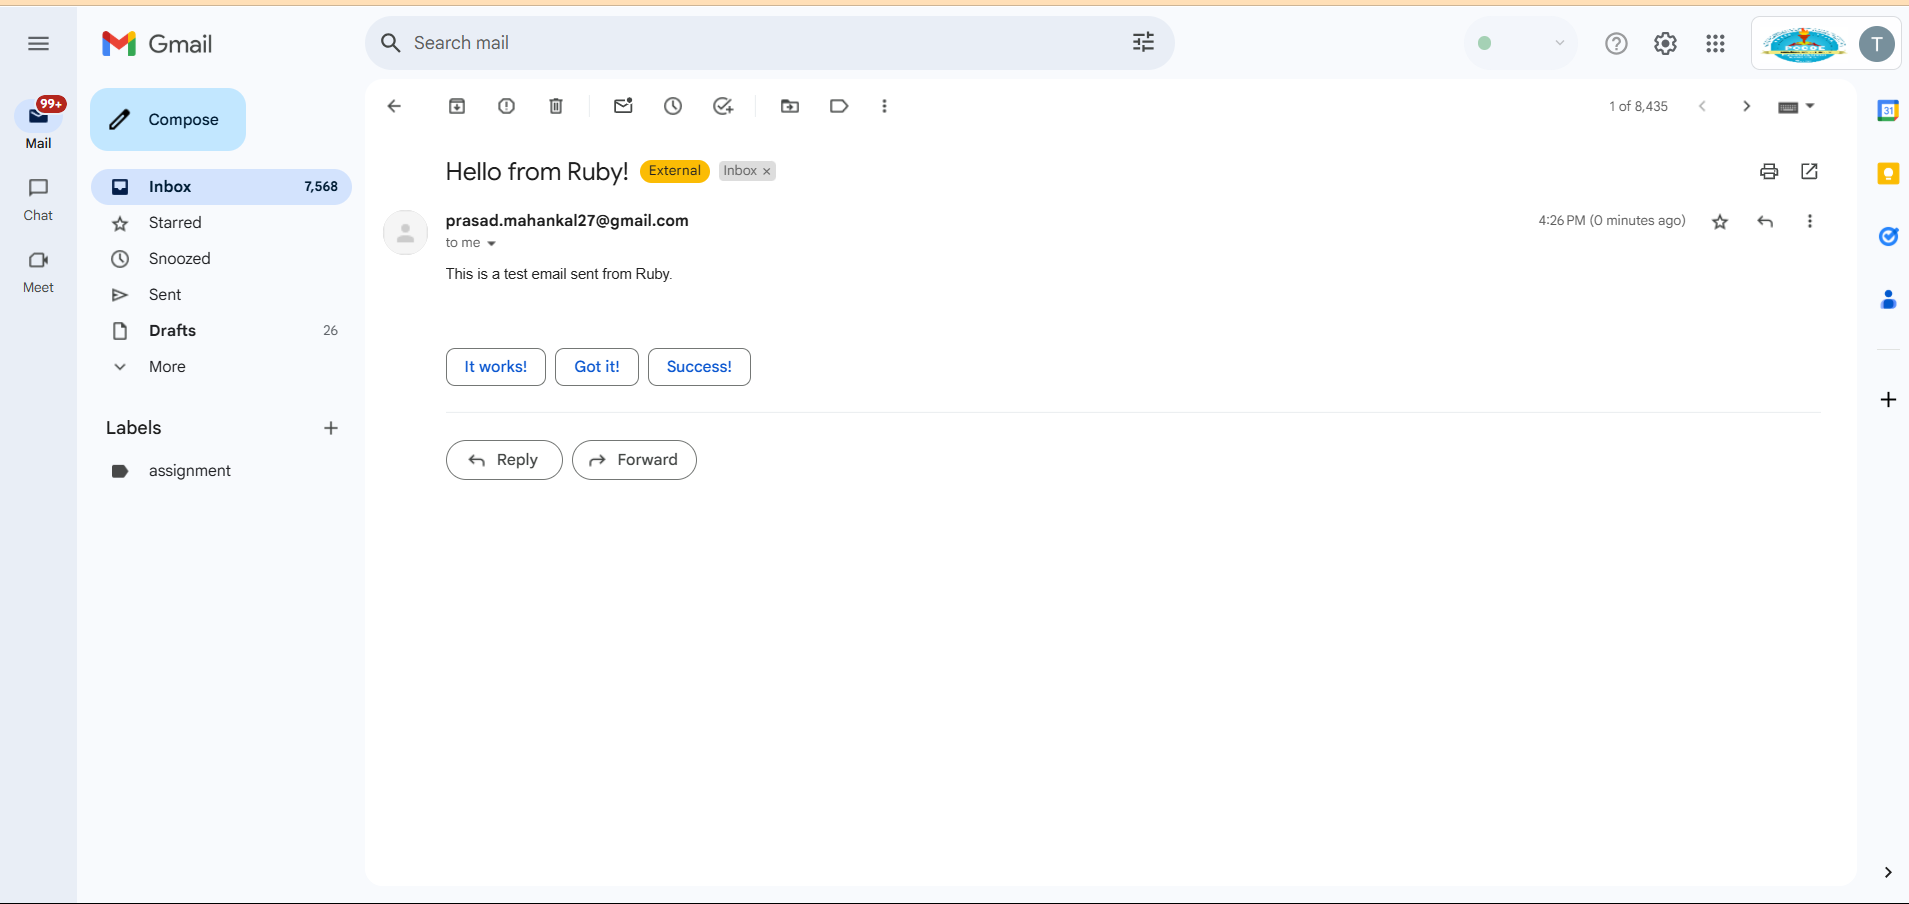 Gmail
Search mail
T
99+
Mail
Chat
Meet
Compose
Inbox 7,568
Starred
Snoozed
Sent
Drafts 26
More
Labels
assignment
1 of 8,435
Hello from Ruby! External Inbox ×
prasad.mahankal27@gmail.com 4:26 PM (0 minutes ago)
to me
This is a test email sent from Ruby.
It works! Got it! Success!
Reply Forward
31